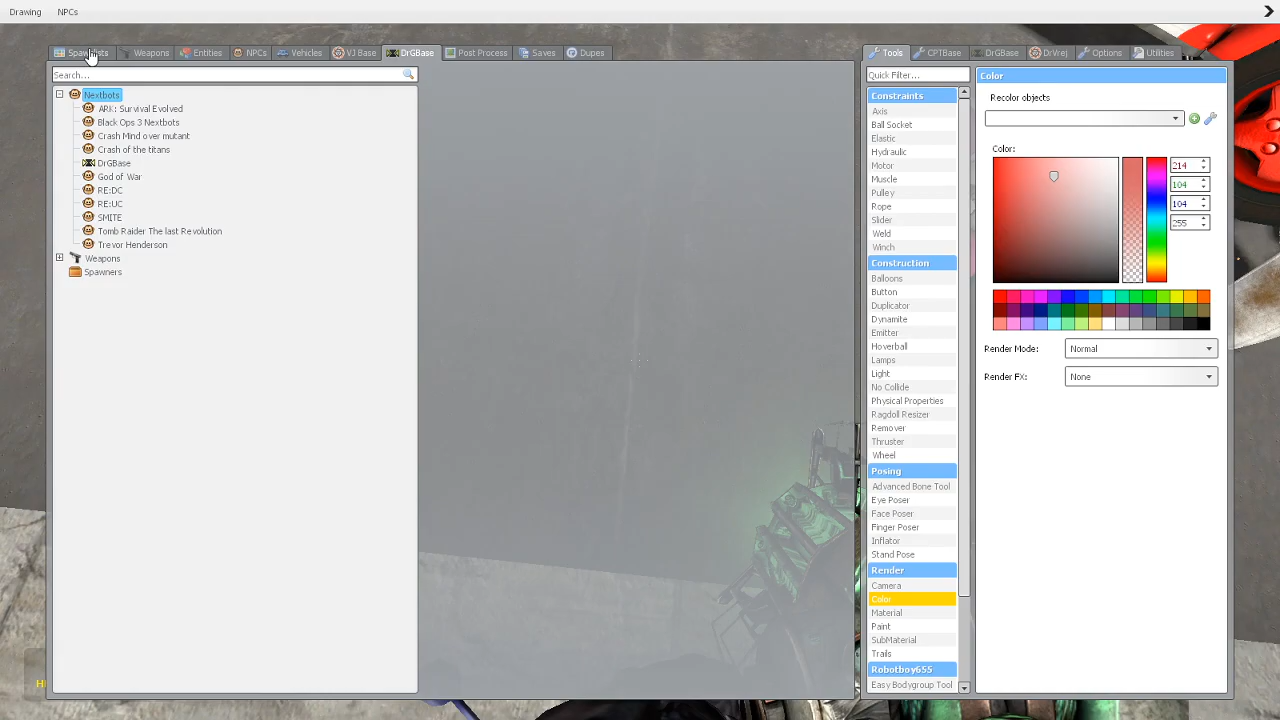 Drawing NPCs
Spawnlists Weapons Entities NPCs Vehicles VJ Base DrGBase Post Process Saves Dupes
Search...
Nextbots
ARK: Survival Evolved
Black Ops 3 Nextbots
Crash Mind over mutant
Crash of the titans
DrGBase
God of War
RE:DC
RE:UC
SMITE
Tomb Raider The last Revolution
Trevor Henderson
Weapons
Spawners
Tools CPTBase DrGBase DrVrej Options Utilities
Quick Filter...
Constraints
Axis
Ball Socket
Elastic
Hydraulic
Motor
Muscle
Pulley
Rope
Slider
Weld
Winch
Construction
Balloons
Button
Duplicator
Dynamite
Emitter
Hoverball
Lamps
Light
No Collide
Physical Properties
Ragdoll Resizer
Remover
Thruster
Wheel
Posing
Advanced Bone Tool
Eye Poser
Face Poser
Finger Poser
Inflator
Stand Pose
Render
Camera
Color
Material
Paint
SubMaterial
Trails
Robotboy655
Easy Bodygroup Tool
Color
Recolor objects
Color:
214
104
104
255
Render Mode: Normal
Render FX: None